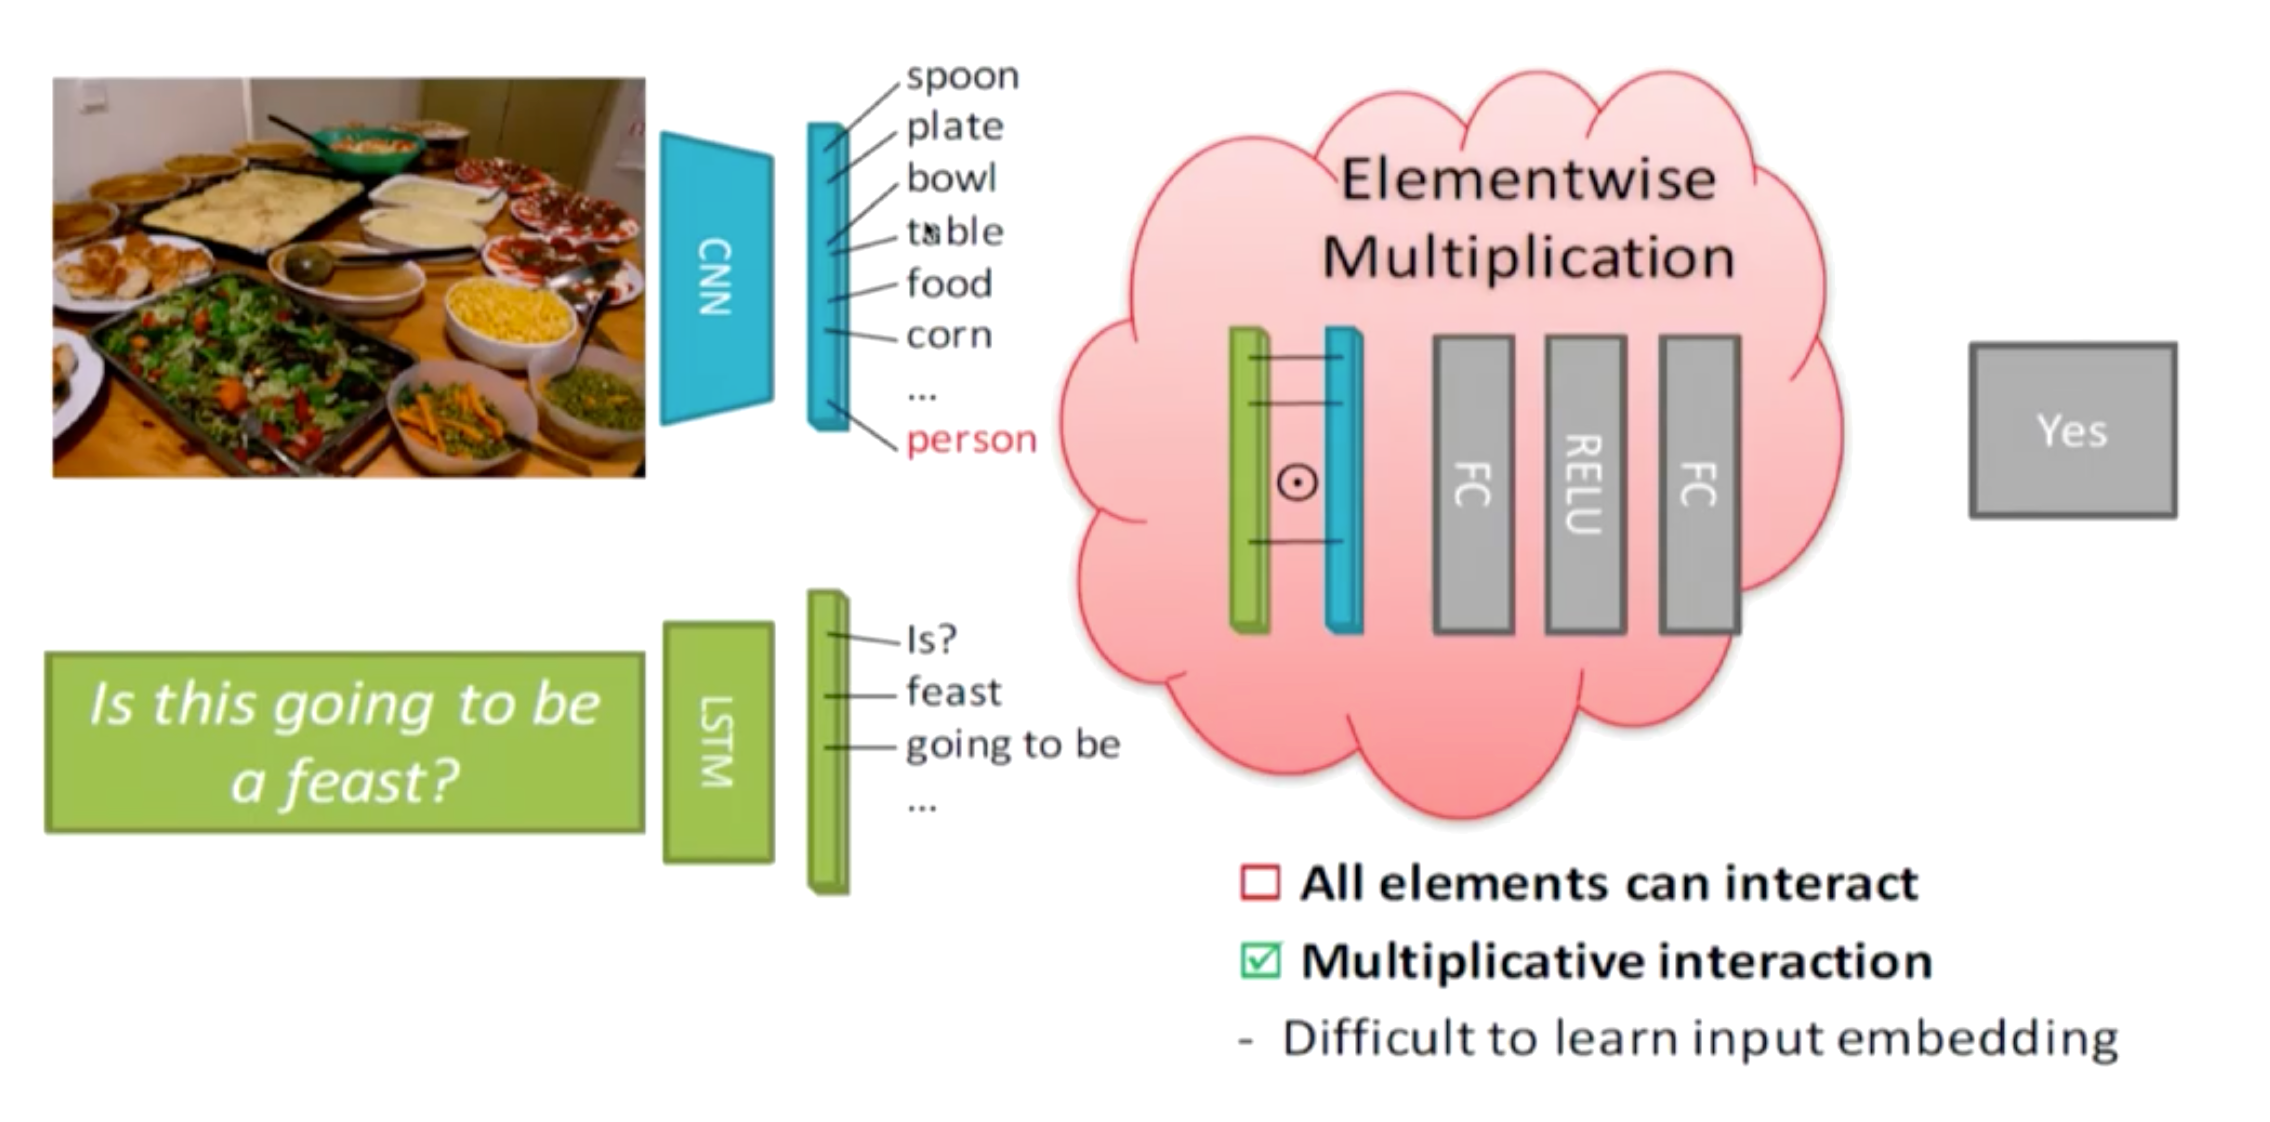 spoon
plate
bowl
table
food
corn
...
person
CNN
Is this going to be
a feast?
LSTM
Is?
feast
going to be
...
Elementwise
Multiplication
FC
RELU
FC
Yes
All elements can interact
Multiplicative interaction
- Difficult to learn input embedding